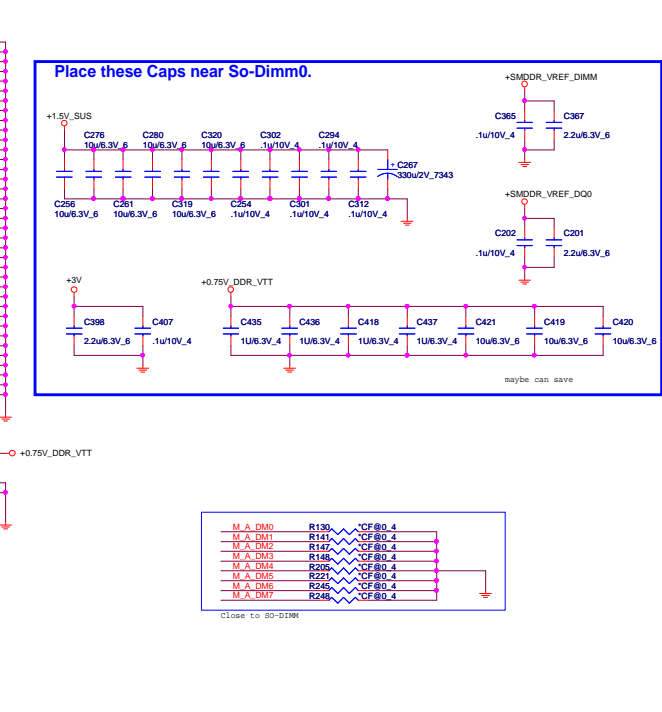 Place these Caps near So-Dimm0.
+SMDDR_VREF_DIMM
C365
C367
.1u/10V_4
2.2u/6.3V_6
+1.5V_SUS
C276
C280
C320
C302
C294
10u/6.3V_6
10u/6.3V_6
10u/6.3V_6
.1u/10V_4
.1u/10V_4
+ C267
330u/2V_7343
C256
C261
C319
C254
C301
C312
10u/6.3V_6
10u/6.3V_6
10u/6.3V_6
.1u/10V_4
.1u/10V_4
.1u/10V_4
+SMDDR_VREF_DQ0
C202
C201
.1u/10V_4
2.2u/6.3V_6
+3V
+0.75V_DDR_VTT
C398
C407
C435
C436
C418
C437
C421
C419
C420
2.2u/6.3V_6
.1u/10V_4
1U/6.3V_4
1U/6.3V_4
1U/6.3V_4
1U/6.3V_4
10u/6.3V_6
10u/6.3V_6
10u/6.3V_6
maybe can save
+0.75V_DDR_VTT
M_A_DM0 R130 *CF@0_4
M_A_DM1 R141 *CF@0_4
M_A_DM2 R147 *CF@0_4
M_A_DM3 R148 *CF@0_4
M_A_DM4 R205 *CF@0_4
M_A_DM5 R221 *CF@0_4
M_A_DM6 R245 *CF@0_4
M_A_DM7 R248 *CF@0_4
Close to SO-DIMM